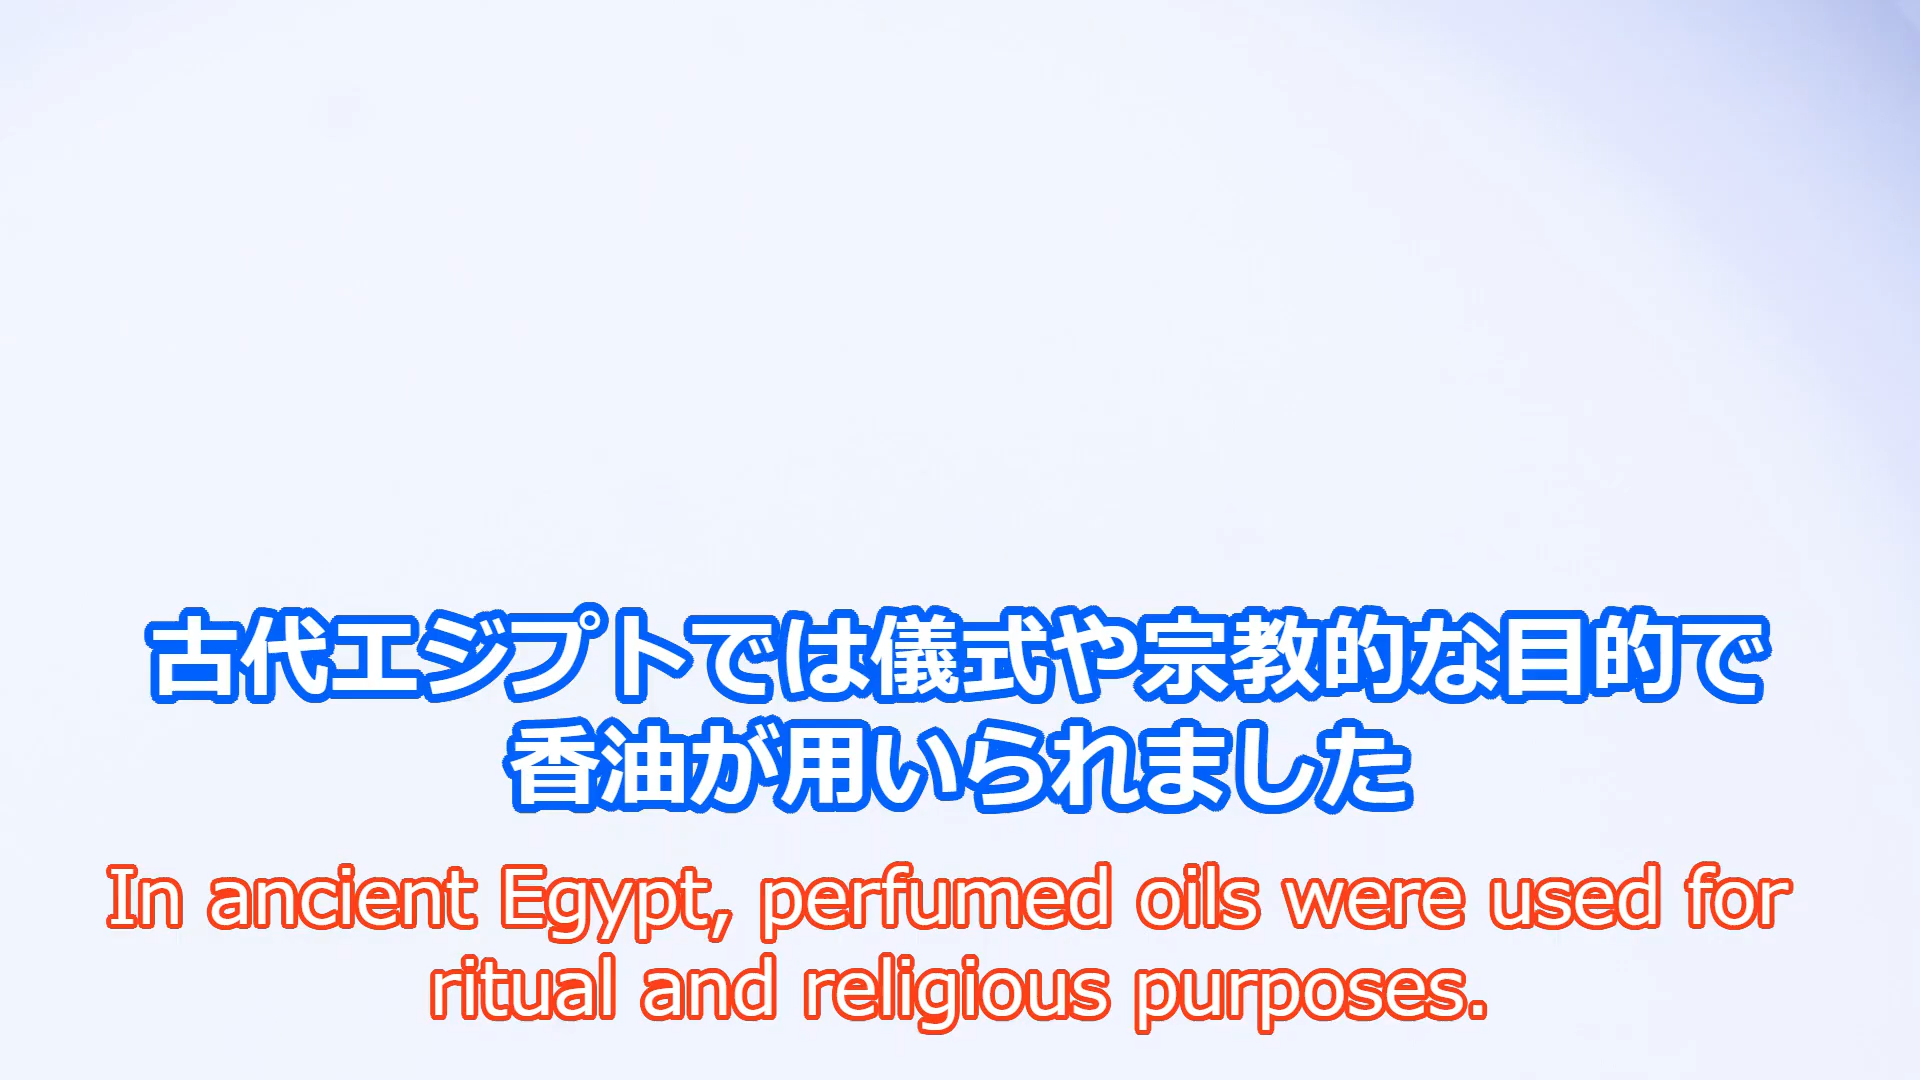 古代エジプトでは儀式や宗教的な目的で
香油が用いられました
In ancient Egypt, perfumed oils were used for
ritual and religious purposes.